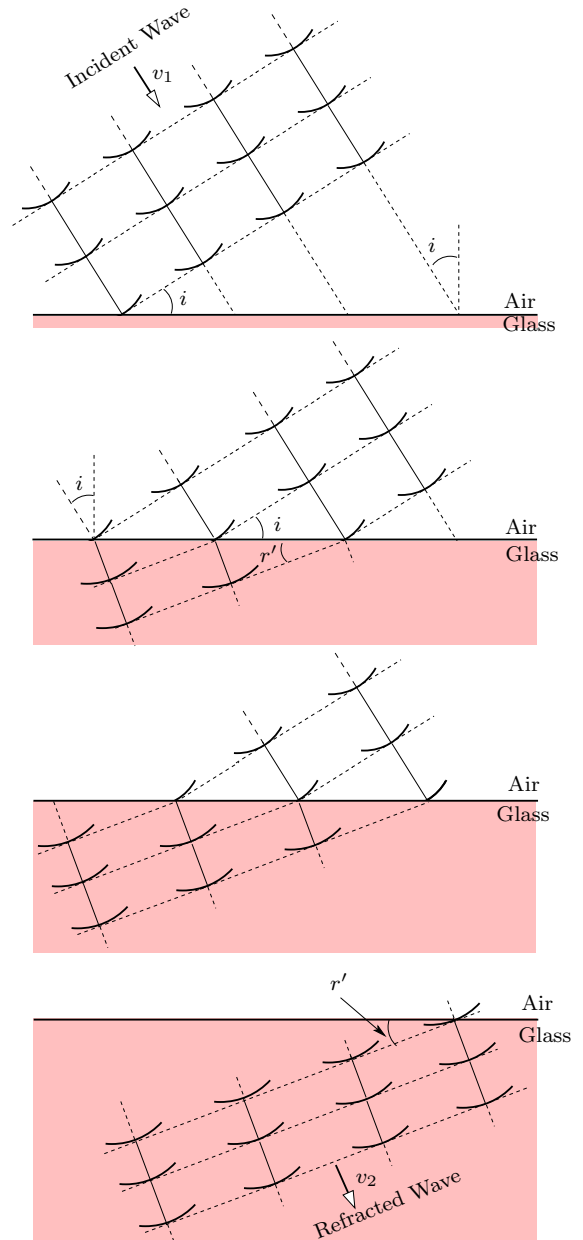 Incident Wave
v₁
i
i
Air
Glass
i
i
r′
Air
Glass
Air
Glass
r′
Air
Glass
v₂
Refracted Wave